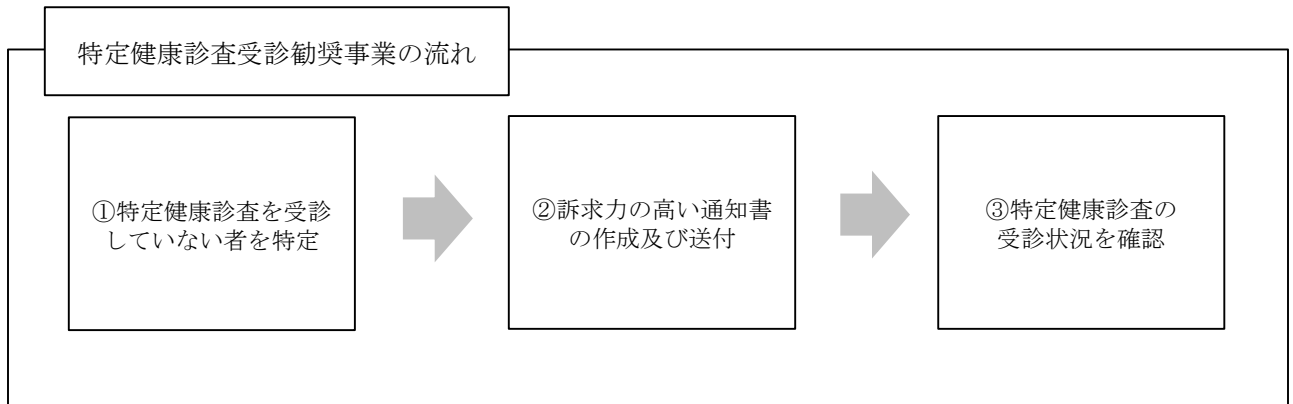 特定健康診査受診勧奨事業の流れ
①特定健康診査を受診
していない者を特定
②訴求力の高い通知書
の作成及び送付
③特定健康診査の
受診状況を確認